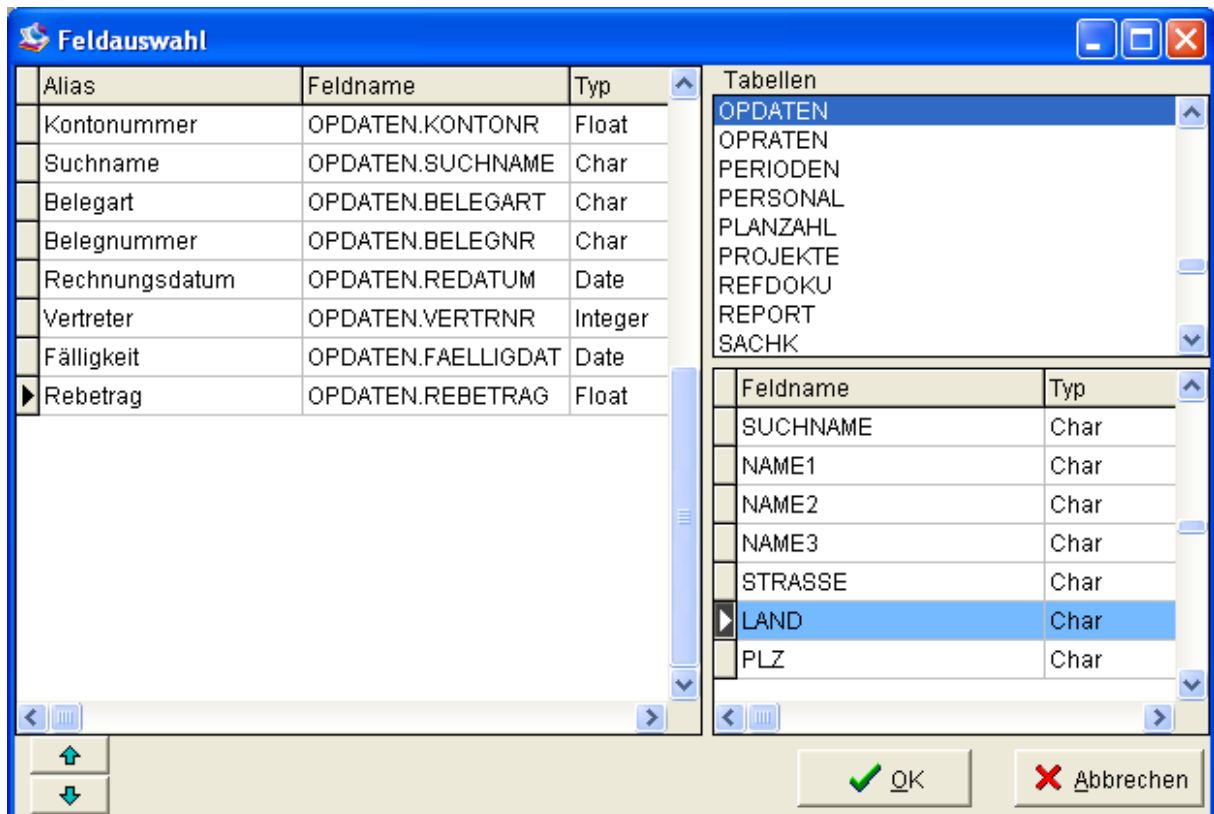 Feldauswahl
Alias Feldname Typ
Kontonummer OPDATEN.KONTONR Float
Suchname OPDATEN.SUCHNAME Char
Belegart OPDATEN.BELEGART Char
Belegnummer OPDATEN.BELEGNR Char
Rechnungsdatum OPDATEN.REDATUM Date
Vertreter OPDATEN.VERTRNR Integer
Fälligkeit OPDATEN.FAELLIGDAT Date
Rebetrag OPDATEN.REBETRAG Float
Tabellen
OPDATEN
OPRATEN
PERIODEN
PERSONAL
PLANZAHL
PROJEKTE
REFDOKU
REPORT
SACHK
Feldname Typ
SUCHNAME Char
NAME1 Char
NAME2 Char
NAME3 Char
STRASSE Char
LAND Char
PLZ Char
OK Abbrechen